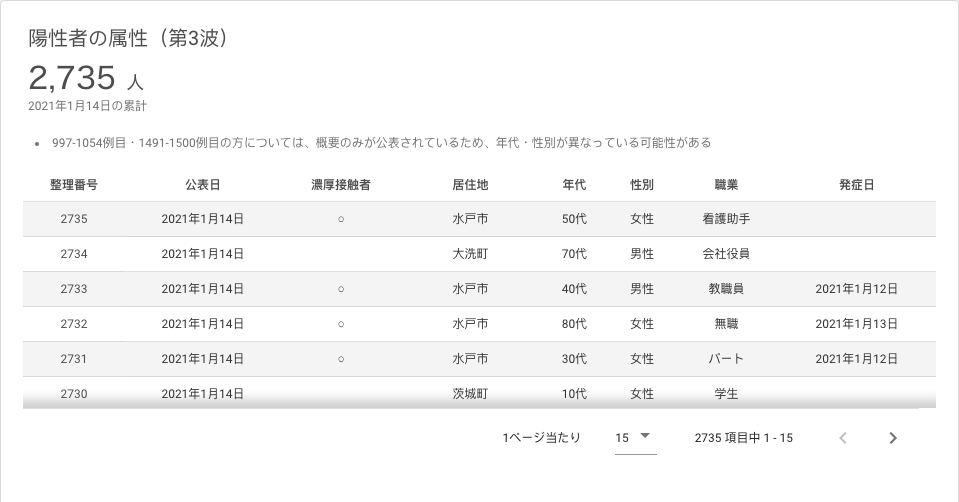 陽性者の属性（第3波）
2,735 人
2021年1月14日の累計
• 997-1054例目・1491-1500例目の方については、概要のみが公表されているため、年代・性別が異なっている可能性がある
整理番号 公表日 濃厚接触者 居住地 年代 性別 職業 発症日
2735 2021年1月14日 ○ 水戸市 50代 女性 看護助手
2734 2021年1月14日 大洗町 70代 男性 会社役員
2733 2021年1月14日 ○ 水戸市 40代 男性 教職員 2021年1月12日
2732 2021年1月14日 ○ 水戸市 80代 女性 無職 2021年1月13日
2731 2021年1月14日 ○ 水戸市 30代 女性 パート 2021年1月12日
2730 2021年1月14日 茨城町 10代 女性 学生
1ページ当たり 15 2735 項目中 1 - 15